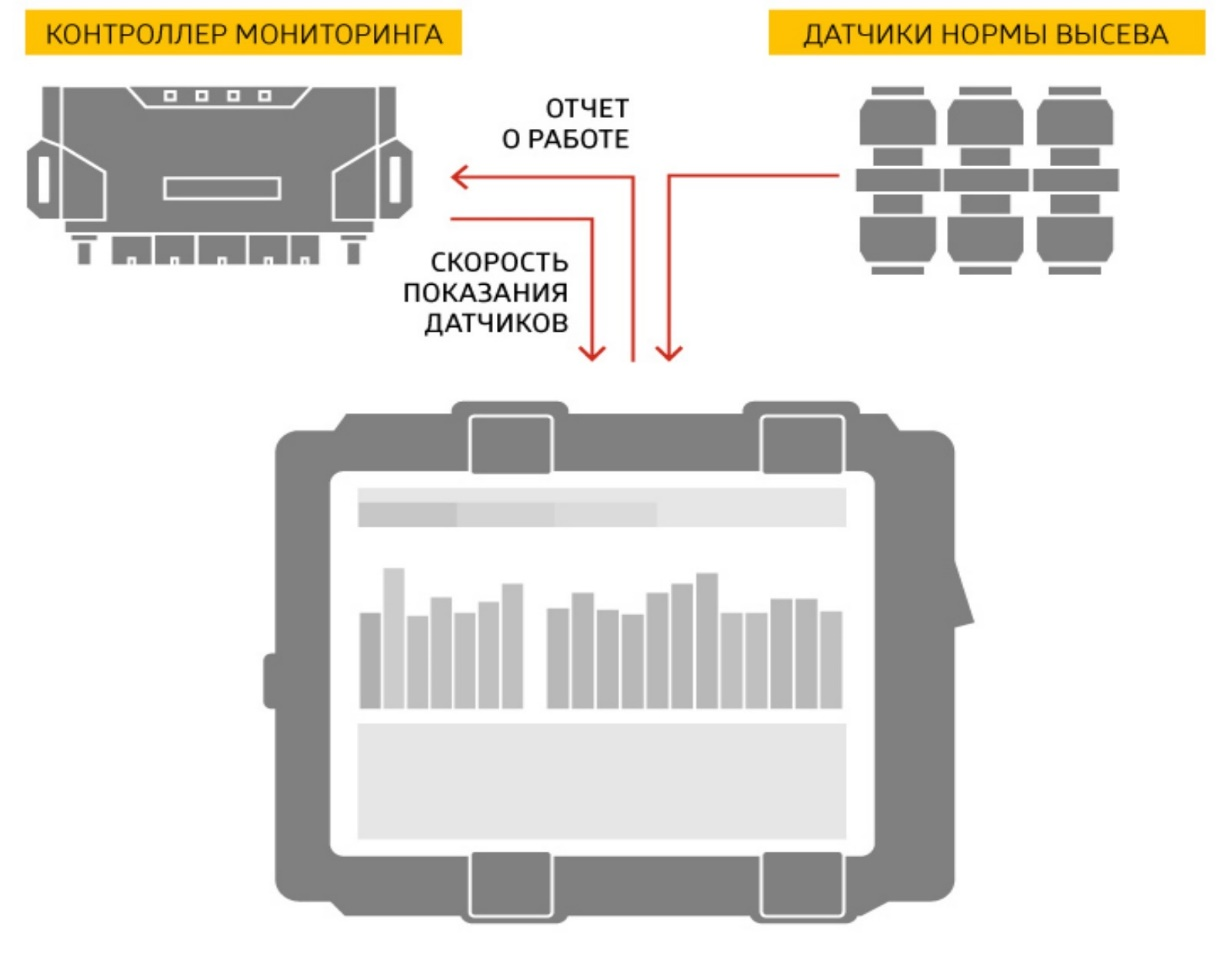 КОНТРОЛЛЕР МОНИТОРИНГА
ДАТЧИКИ НОРМЫ ВЫСЕВА
ОТЧЕТ
О РАБОТЕ
СКОРОСТЬ
ПОКАЗАНИЯ
ДАТЧИКОВ